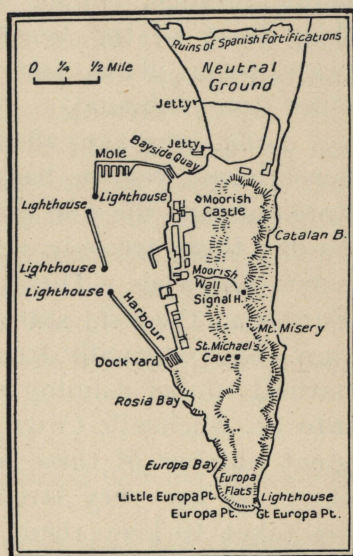 Ruins of Spanish Fortifications
0 ¼ ½ Mile
Neutral
Ground
Jetty
Jetty
Bayside Quay
Mole
Lighthouse
Lighthouse
Moorish
Castle
Catalan B.
Lighthouse
Lighthouse
Moorish
Wall
Signal H.
Harbour
Mt. Misery
St. Michael's
Cave
Dock Yard
Rosia Bay
Europa Bay
Europa
Flats
Little Europa Pt.
Lighthouse
Europa Pt.
Gt Europa Pt.